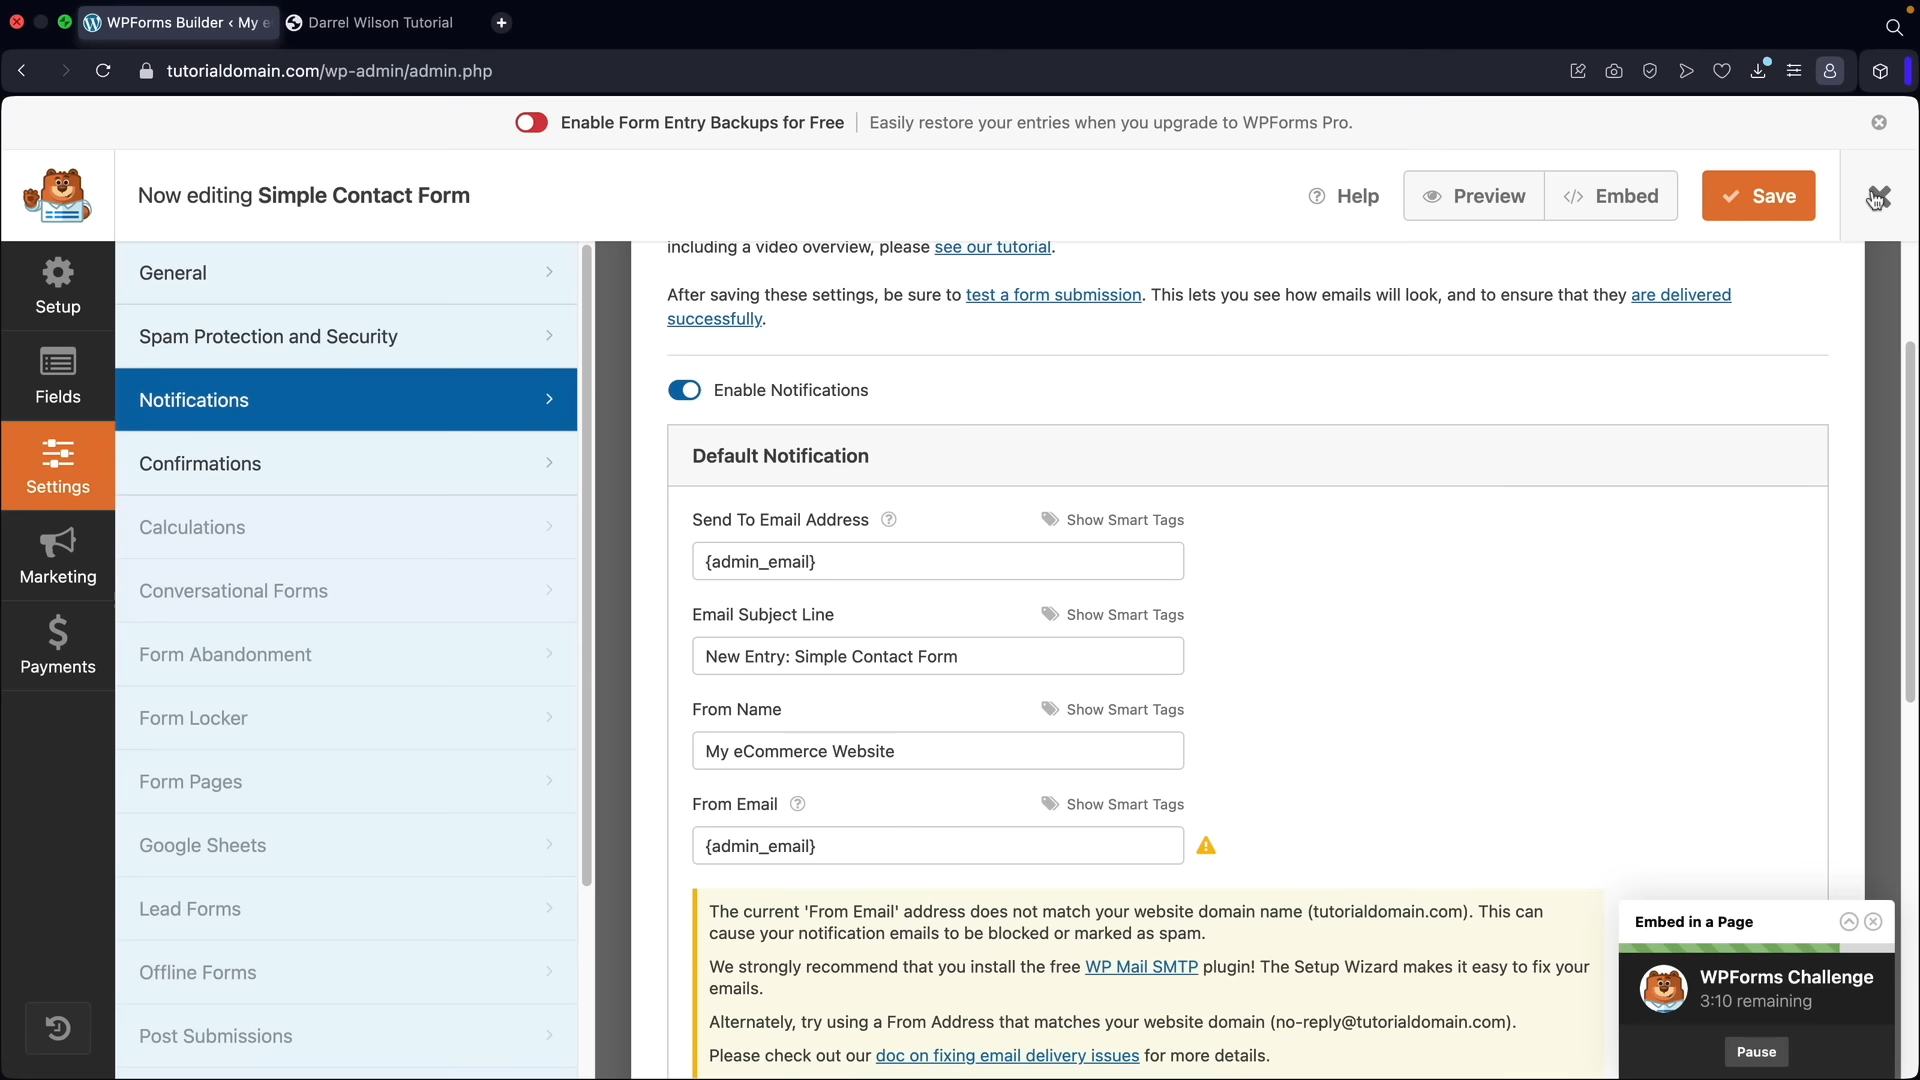 WPForms Builder ‹ My e
Darrel Wilson Tutorial
tutorialdomain.com/wp-admin/admin.php
Enable Form Entry Backups for Free
Easily restore your entries when you upgrade to WPForms Pro.
Now editing Simple Contact Form
Help
Preview
Embed
Save
Setup
Fields
Settings
Marketing
Payments
General
Spam Protection and Security
Notifications
Confirmations
Calculations
Conversational Forms
Form Abandonment
Form Locker
Form Pages
Google Sheets
Lead Forms
Offline Forms
Post Submissions
including a video overview, please see our tutorial.
After saving these settings, be sure to test a form submission. This lets you see how emails will look, and to ensure that they are delivered
successfully.
Enable Notifications
Default Notification
Send To Email Address
Show Smart Tags
{admin_email}
Email Subject Line
Show Smart Tags
New Entry: Simple Contact Form
From Name
Show Smart Tags
My eCommerce Website
From Email
Show Smart Tags
{admin_email}
The current 'From Email' address does not match your website domain name (tutorialdomain.com). This can
cause your notification emails to be blocked or marked as spam.
We strongly recommend that you install the free WP Mail SMTP plugin! The Setup Wizard makes it easy to fix your
emails.
Alternately, try using a From Address that matches your website domain (no-reply@tutorialdomain.com).
Please check out our doc on fixing email delivery issues for more details.
Embed in a Page
WPForms Challenge
3:10 remaining
Pause